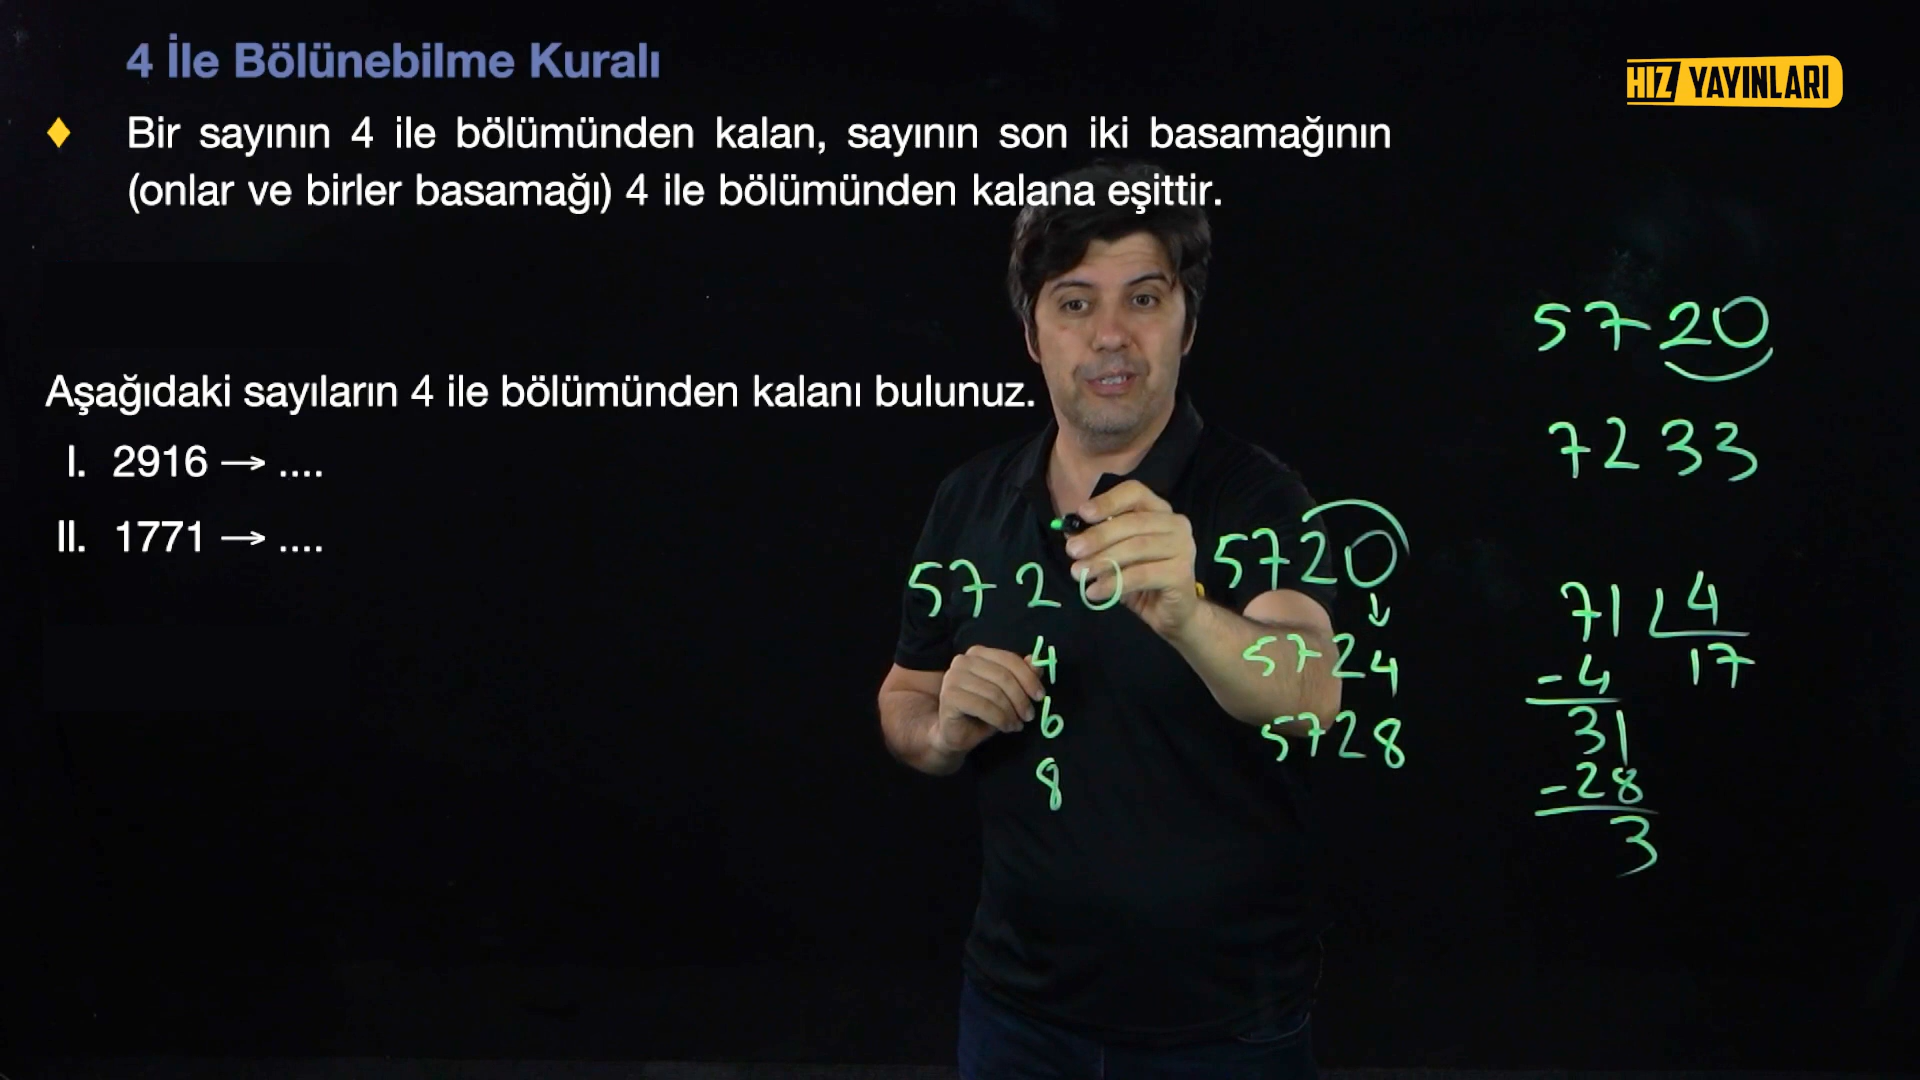 4 İle Bölünebilme Kuralı
HIZ YAYINLARI
Bir sayının 4 ile bölümünden kalan, sayının son iki basamağının
(onlar ve birler basamağı) 4 ile bölümünden kalana eşittir.
Aşağıdaki sayıların 4 ile bölümünden kalanı bulunuz.
I. 2916 → ....
II. 1771 → ....
5720
4
6
8
5720
↓
5724
5728
5720
7233
71 4
-4 17
31
-28
3